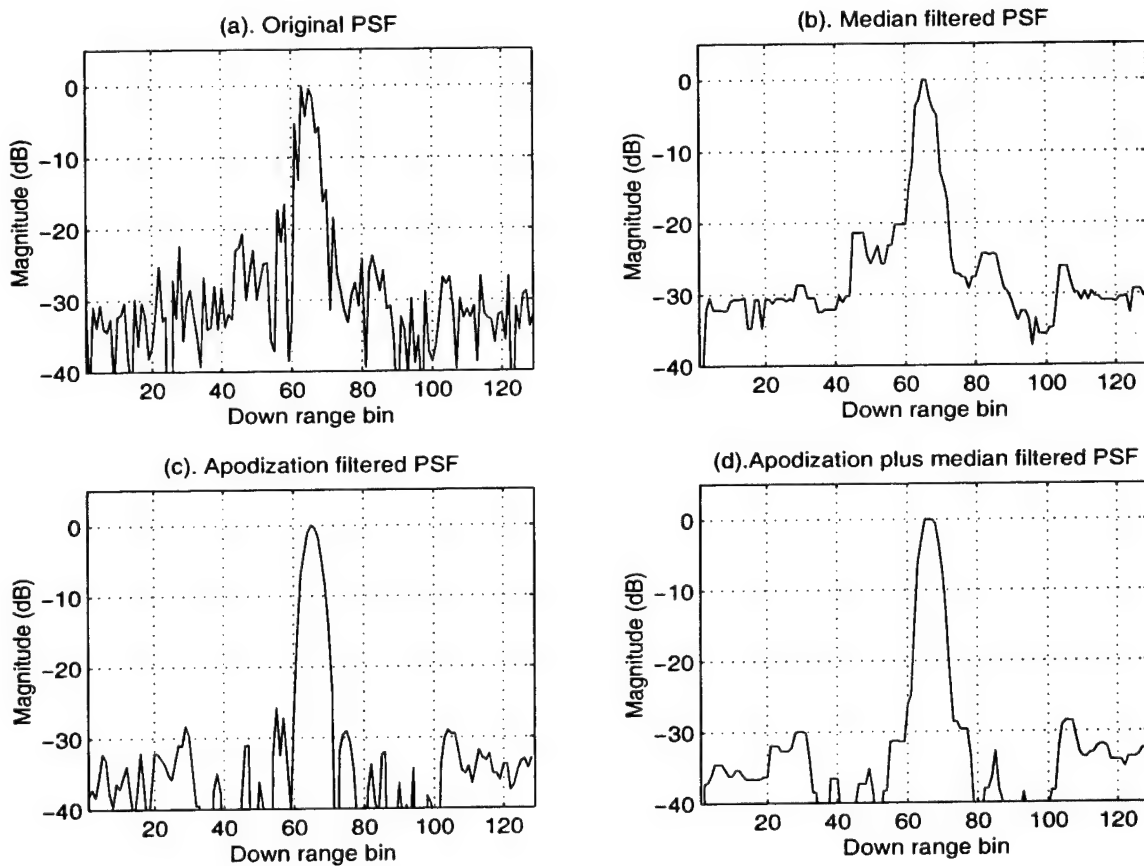 (a). Original PSF
0
−10
−20
−30
−40
Magnitude (dB)
20 40 60 80 100 120
Down range bin
(b). Median filtered PSF
0
−10
−20
−30
−40
Magnitude (dB)
20 40 60 80 100 120
Down range bin
(c). Apodization filtered PSF
0
−10
−20
−30
−40
Magnitude (dB)
20 40 60 80 100 120
Down range bin
(d).Apodization plus median filtered PSF
0
−10
−20
−30
−40
Magnitude (dB)
20 40 60 80 100 120
Down range bin